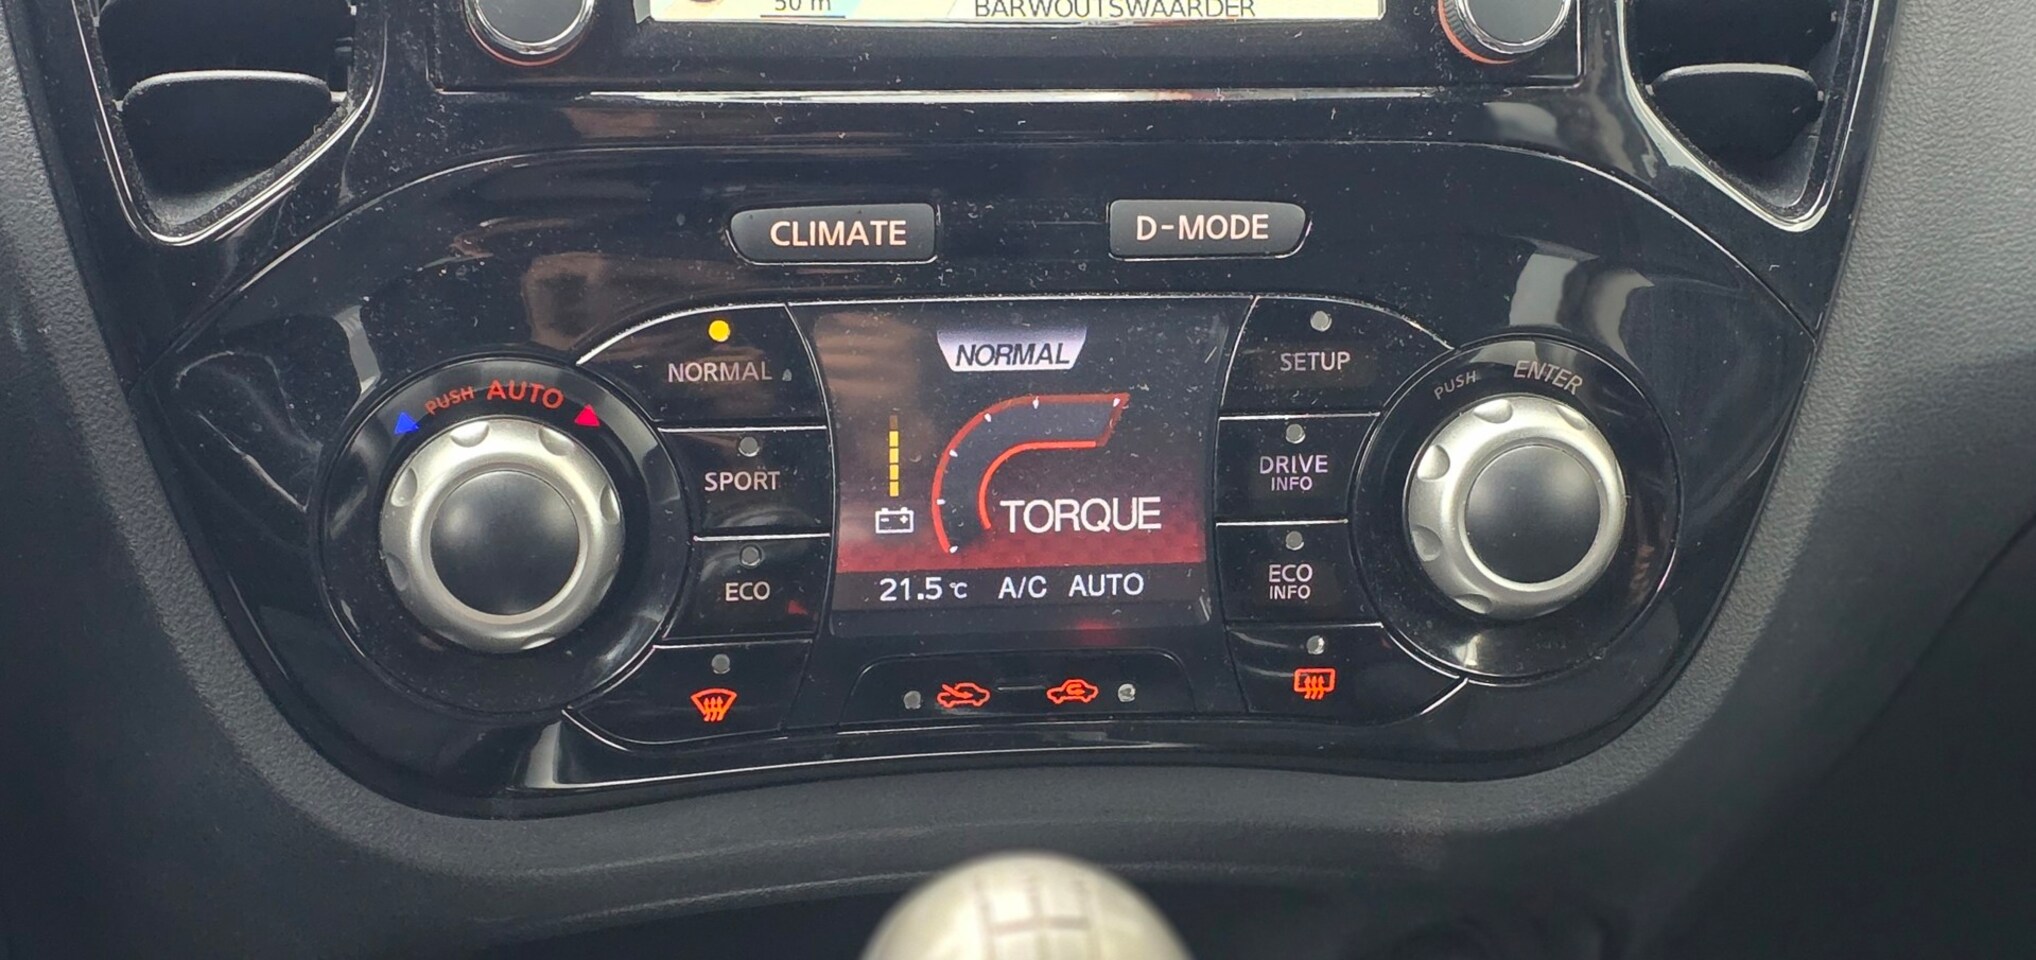 50 m
BARWOUTSWAARDER
CLIMATE
D-MODE
NORMAL
NORMAL
SETUP
PUSH AUTO
PUSH ENTER
SPORT
DRIVE
INFO
TORQUE
ECO
ECO
INFO
21.5°C A/C AUTO